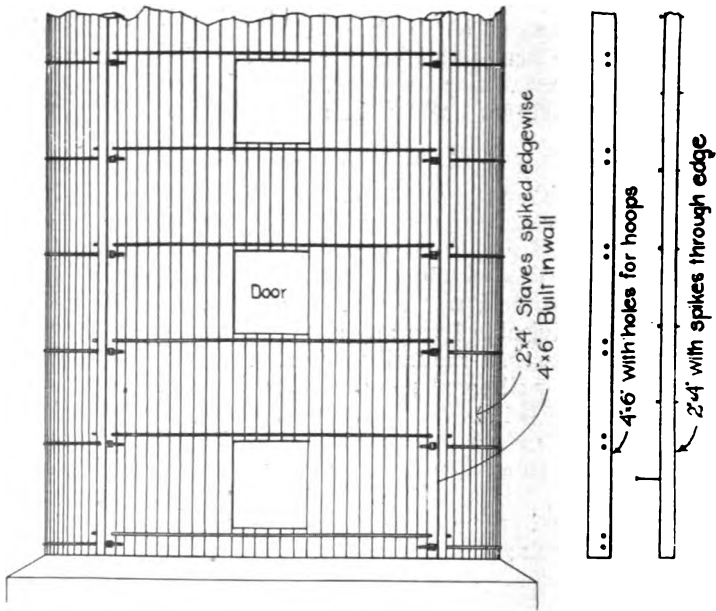 Door
2"x4" Staves spiked edgewise
4"x6" Built in wall
4"x6" with holes for hoops
2"x4" with spikes through edge